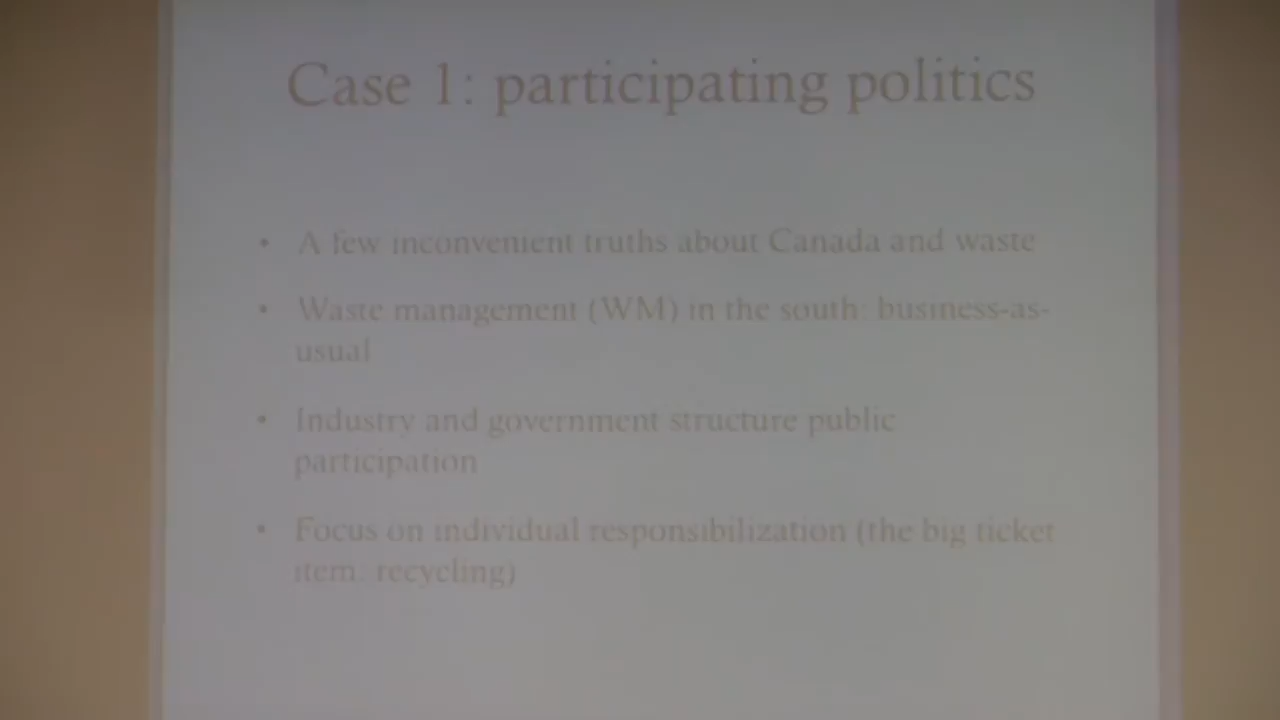 Case 1: participating politics
• A few inconvenient truths about Canada and waste
• Waste management (WM) in the south: business-as-
usual
• Industry and government structure public
participation
• Focus on individual responsibilization (the big ticket
item: recycling)